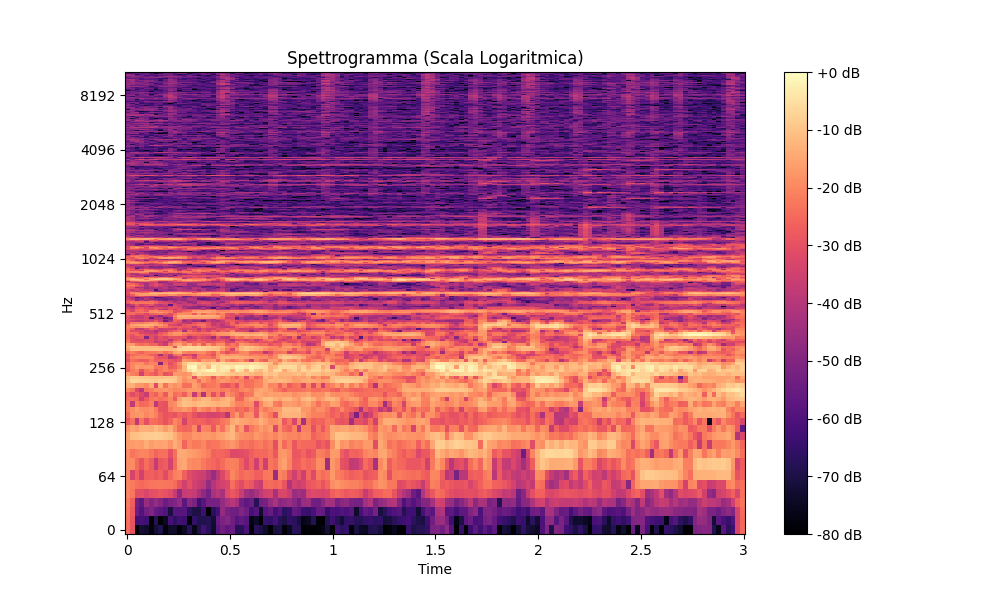 Spettrogramma (Scala Logaritmica)
Hz
8192
4096
2048
1024
512
256
128
64
0
0
0.5
1
1.5
2
2.5
3
Time
+0 dB
-10 dB
-20 dB
-30 dB
-40 dB
-50 dB
-60 dB
-70 dB
-80 dB